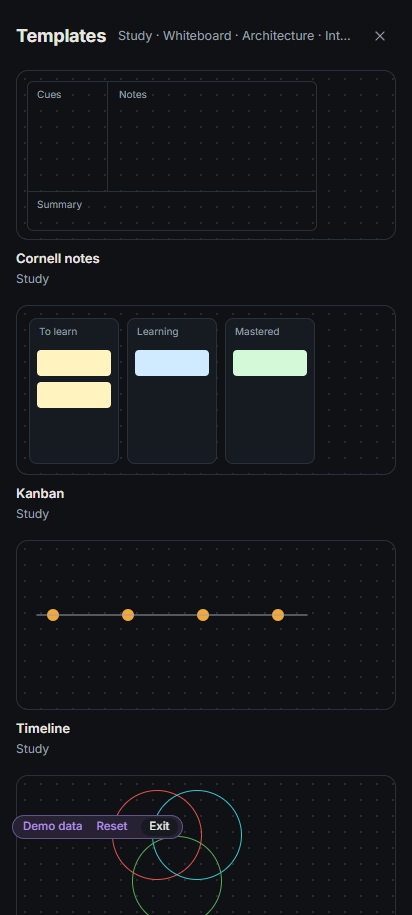 Templates Study · Whiteboard · Architecture · Int...
Cues Notes
Summary
Cornell notes
Study
To learn Learning Mastered
Kanban
Study
Timeline
Study
Demo data Reset Exit